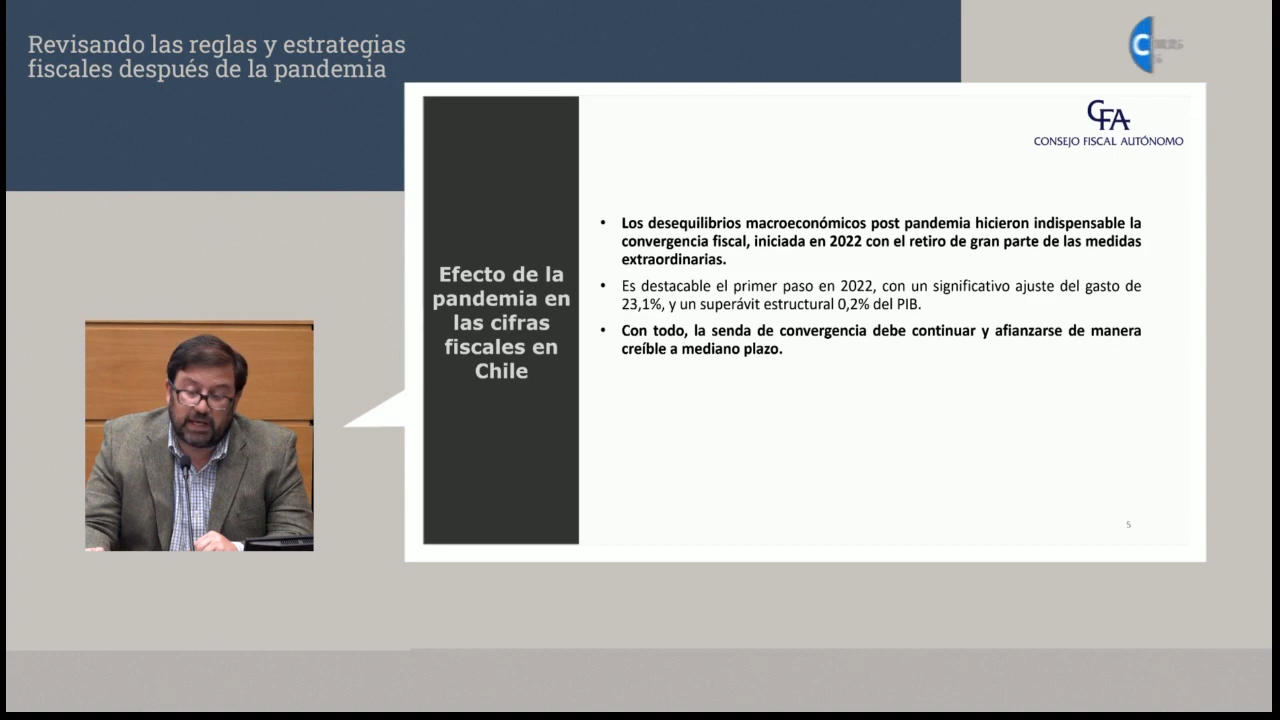 Revisando las reglas y estrategias
fiscales después de la pandemia
CFA
CONSEJO FISCAL AUTÓNOMO
Efecto de la
pandemia en
las cifras
fiscales en
Chile
• Los desequilibrios macroeconómicos post pandemia hicieron indispensable la
convergencia fiscal, iniciada en 2022 con el retiro de gran parte de las medidas
extraordinarias.
• Es destacable el primer paso en 2022, con un significativo ajuste del gasto de
23,1%, y un superávit estructural 0,2% del PIB.
• Con todo, la senda de convergencia debe continuar y afianzarse de manera
creíble a mediano plazo.
5